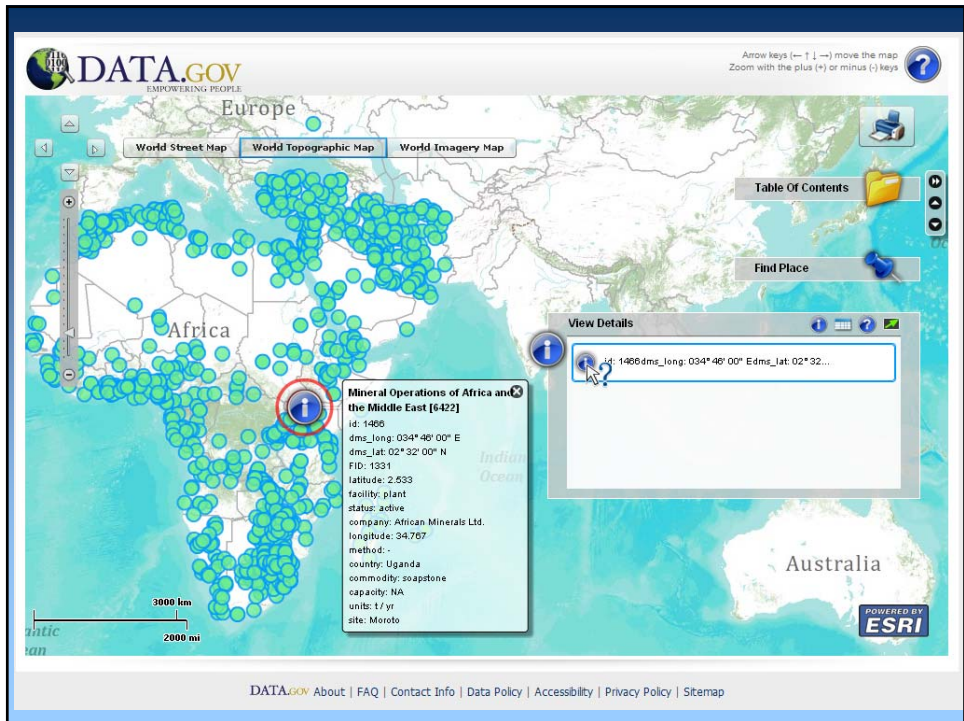 DATA.GOV
EMPOWERING PEOPLE
Arrow keys (← ↑ ↓ →) move the map
Zoom with the plus (+) or minus (-) keys
Europe
World Street Map
World Topographic Map
World Imagery Map
Table Of Contents
Find Place
Africa
View Details
id: 1466dms_long: 034° 46' 00" Edms_lat: 02° 32...
Mineral Operations of Africa and
the Middle East [6422]
id: 1466
dms_long: 034° 46' 00" E
dms_lat: 02° 32' 00" N
FID: 1331
latitude: 2.533
facility: plant
status: active
company: African Minerals Ltd.
longitude: 34.767
method: -
country: Uganda
commodity: soapstone
capacity: NA
units: t / yr
site: Moroto
Indian
Ocean
Australia
3000 km
2000 mi
antic
ean
POWERED BY
ESRI
DATA.GOV About | FAQ | Contact Info | Data Policy | Accessibility | Privacy Policy | Sitemap